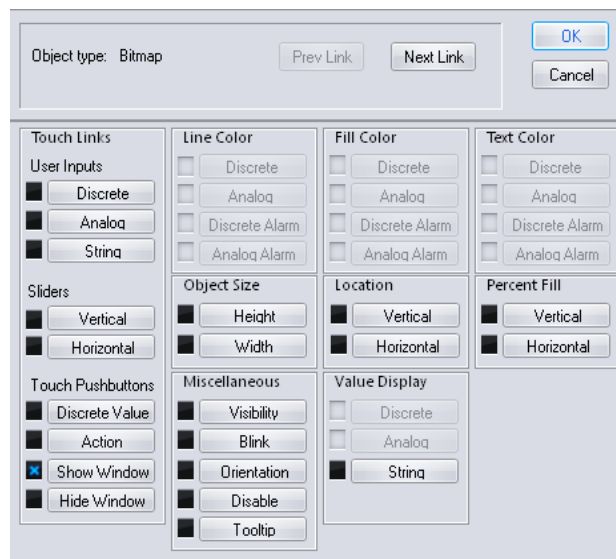 Object type: Bitmap
Prev Link
Next Link
OK
Cancel
Touch Links
User Inputs
Discrete
Analog
String
Sliders
Vertical
Horizontal
Touch Pushbuttons
Discrete Value
Action
Show Window
Hide Window
Line Color
Discrete
Analog
Discrete Alarm
Analog Alarm
Fill Color
Discrete
Analog
Discrete Alarm
Analog Alarm
Text Color
Discrete
Analog
Discrete Alarm
Analog Alarm
Object Size
Height
Width
Location
Vertical
Horizontal
Percent Fill
Vertical
Horizontal
Miscellaneous
Visibility
Blink
Orientation
Disable
Tooltip
Value Display
Discrete
Analog
String